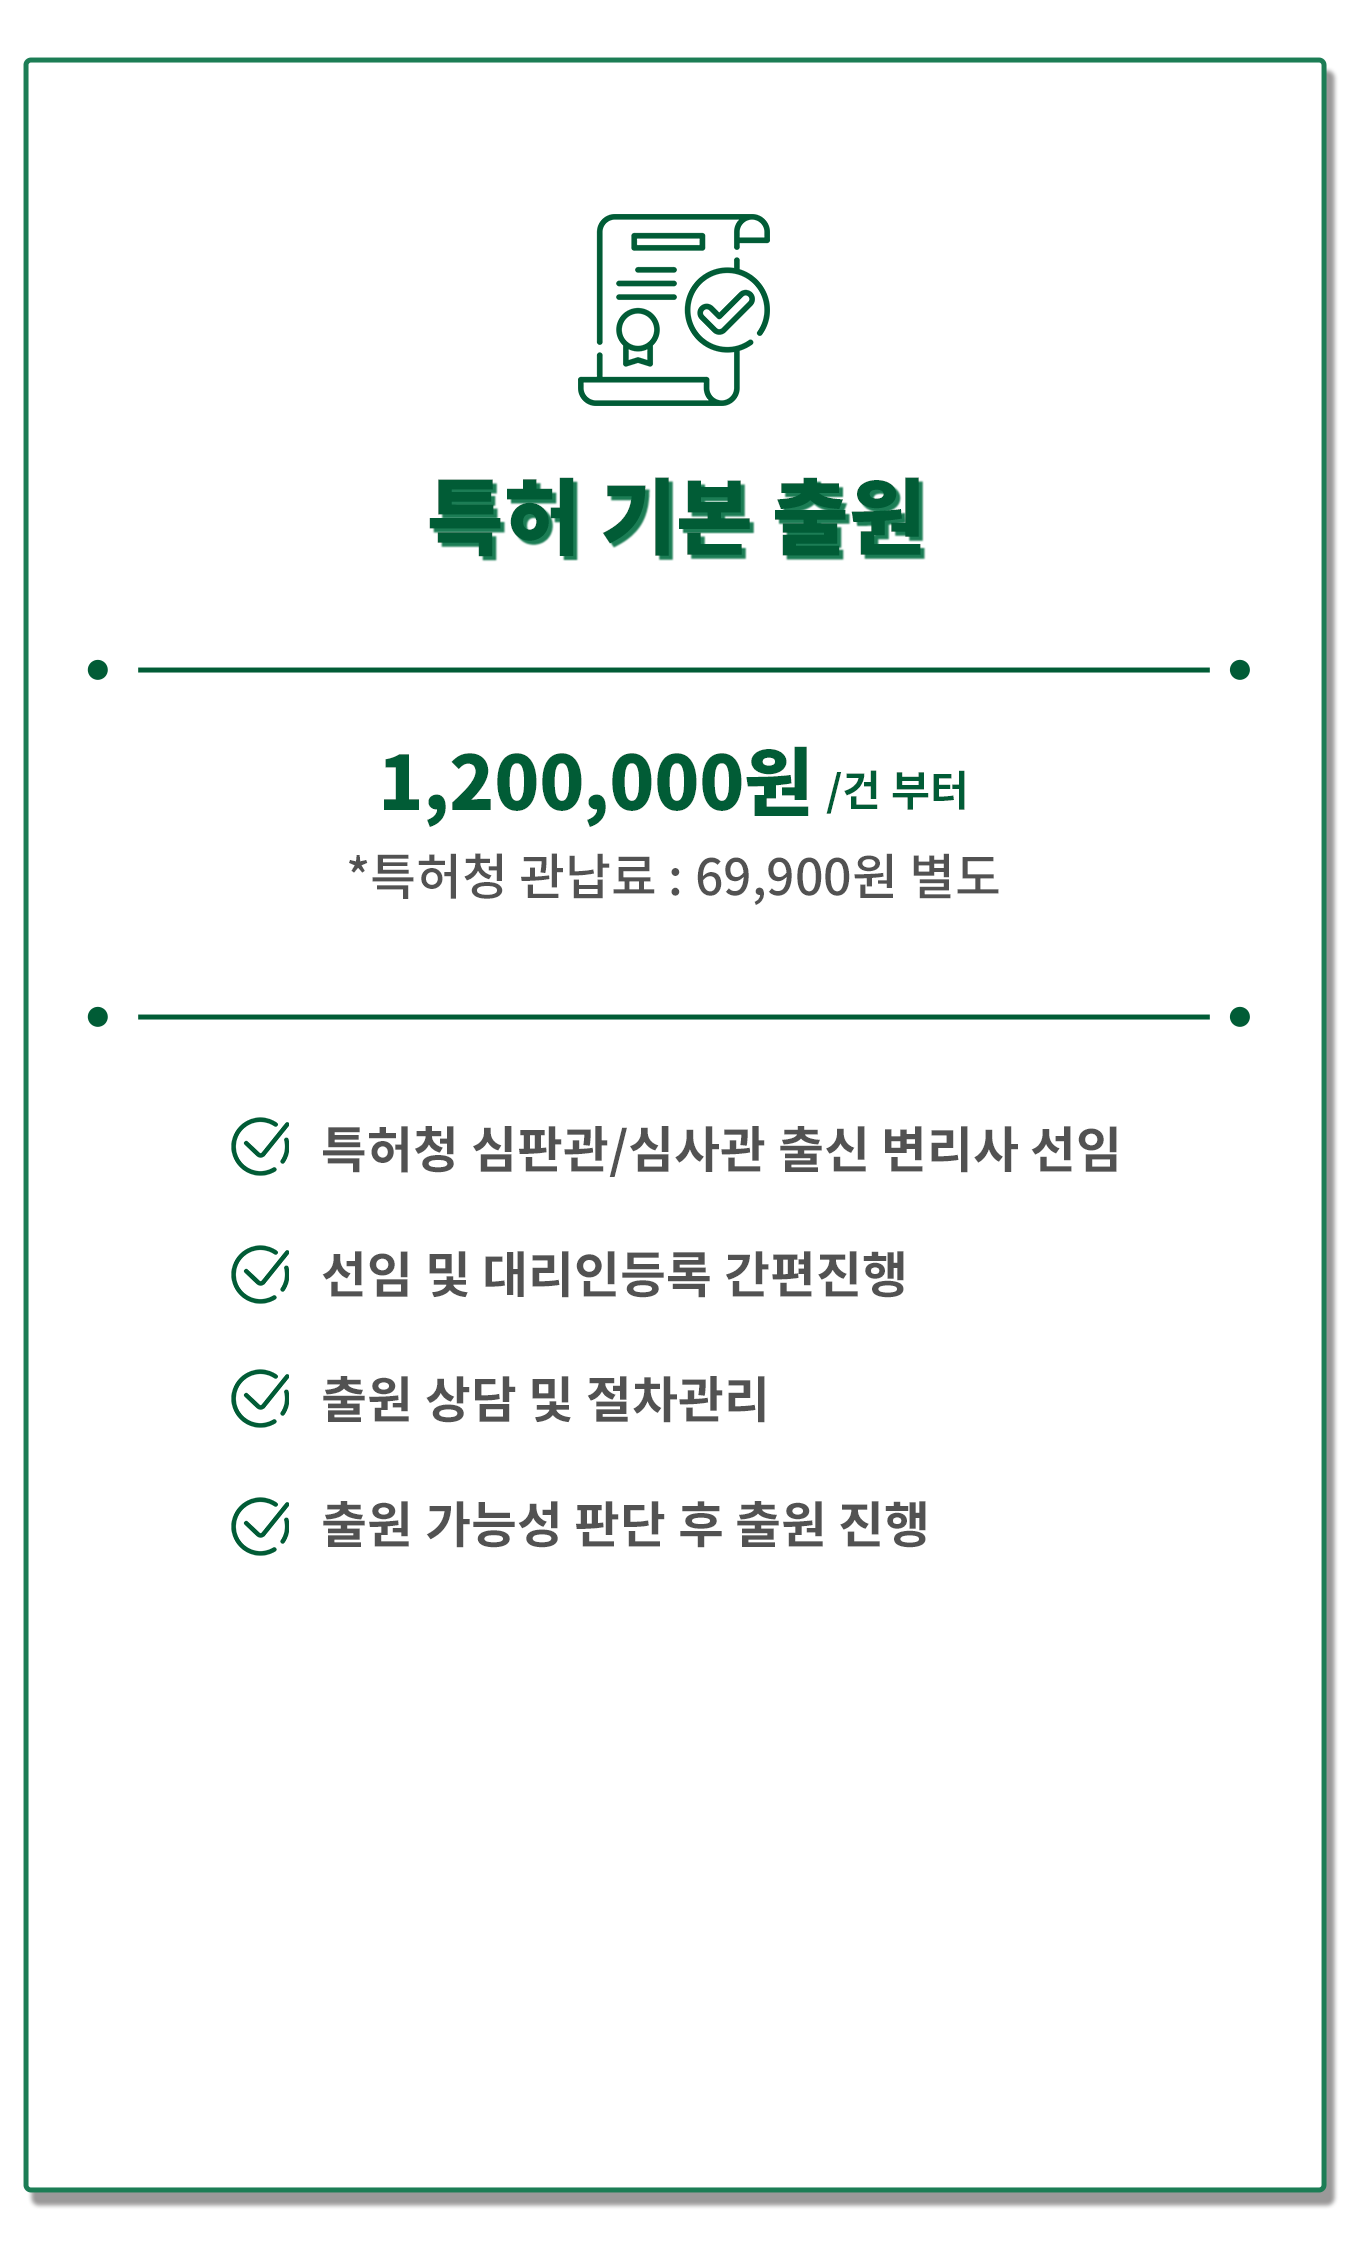 특허 기본 출원
1,200,000원 /건 부터
*특허청 관납료 : 69,900원 별도
특허청 심판관/심사관 출신 변리사 선임
선임 및 대리인등록 간편진행
출원 상담 및 절차관리
출원 가능성 판단 후 출원 진행